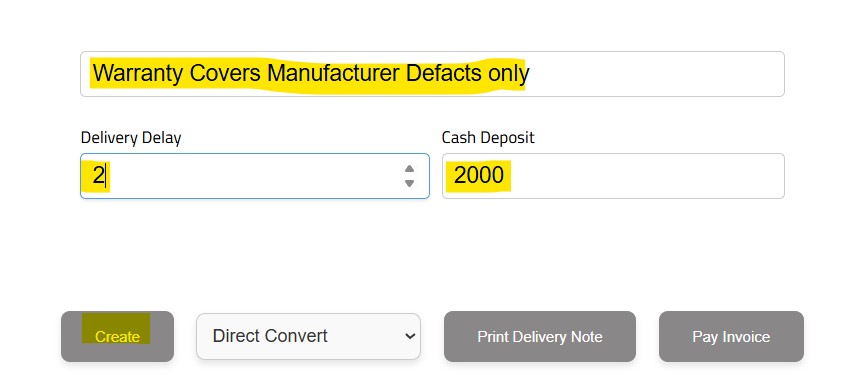 Warranty Covers Manufacturer Defacts only
Delivery Delay Cash Deposit
2 2000
Create Direct Convert Print Delivery Note Pay Invoice